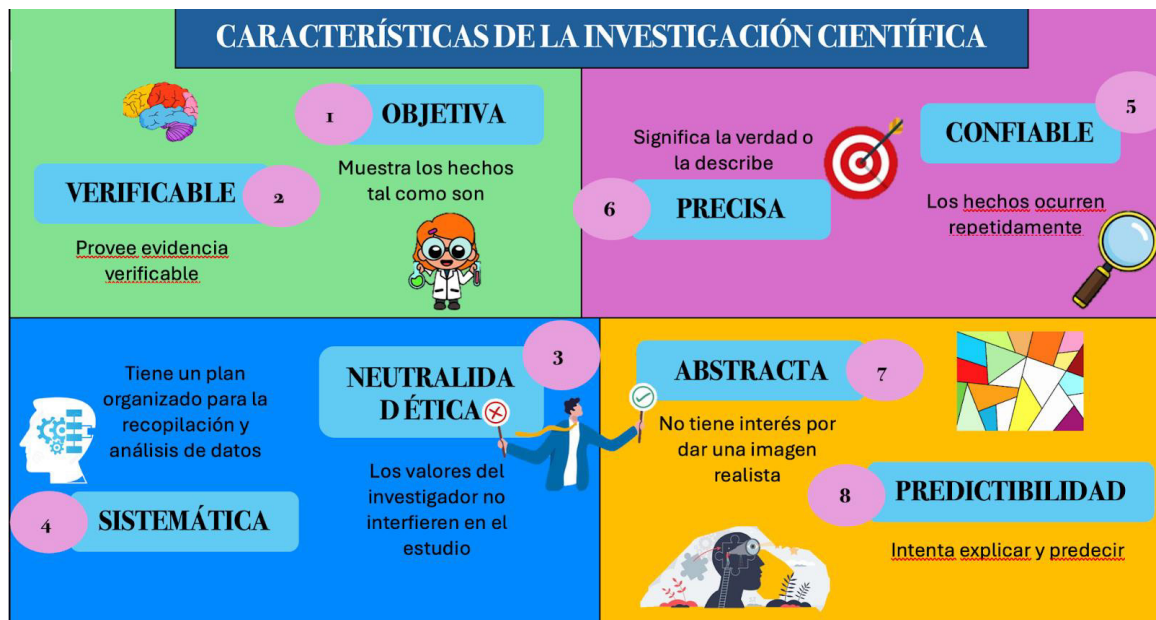 CARACTERÍSTICAS DE LA INVESTIGACIÓN CIENTÍFICA
1
OBJETIVA
Muestra los hechos
tal como son
VERIFICABLE
2
Provee evidencia
verificable
5
CONFIABLE
Los hechos ocurren
repetidamente
Significa la verdad o
la describe
6
PRECISA
3
NEUTRALIDA
D ÉTICA
Los valores del
investigador no
interfieren en el
estudio
Tiene un plan
organizado para la
recopilación y
análisis de datos
4
SISTEMÁTICA
ABSTRACTA
7
No tiene interés por
dar una imagen
realista
8
PREDICTIBILIDAD
Intenta explicar y predecir